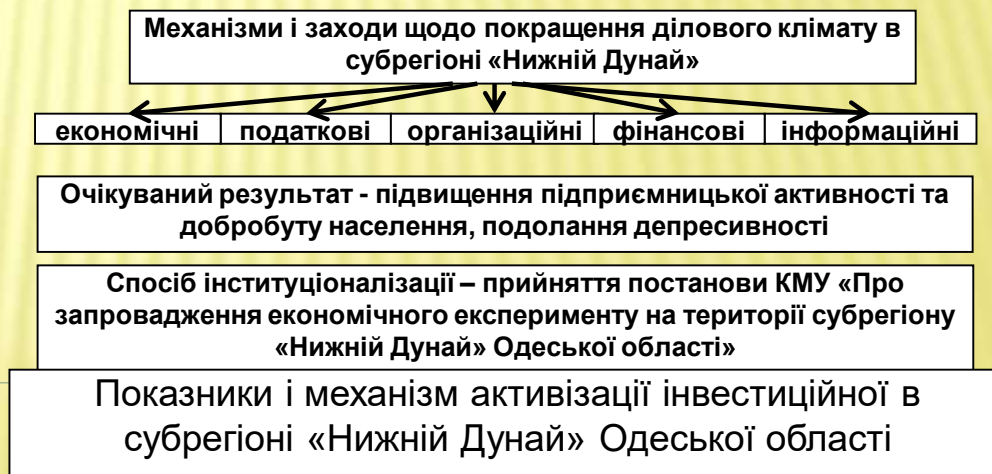 Механізми і заходи щодо покращення ділового клімату в
субрегіоні «Нижній Дунай»
економічні податкові організаційні фінансові інформаційні
Очікуваний результат - підвищення підприємницької активності та
добробуту населення, подолання депресивності
Спосіб інституціоналізації – прийняття постанови КМУ «Про
запровадження економічного експерименту на території субрегіону
«Нижній Дунай» Одеської області»
Показники і механізм активізації інвестиційної в
субрегіоні «Нижній Дунай» Одеської області